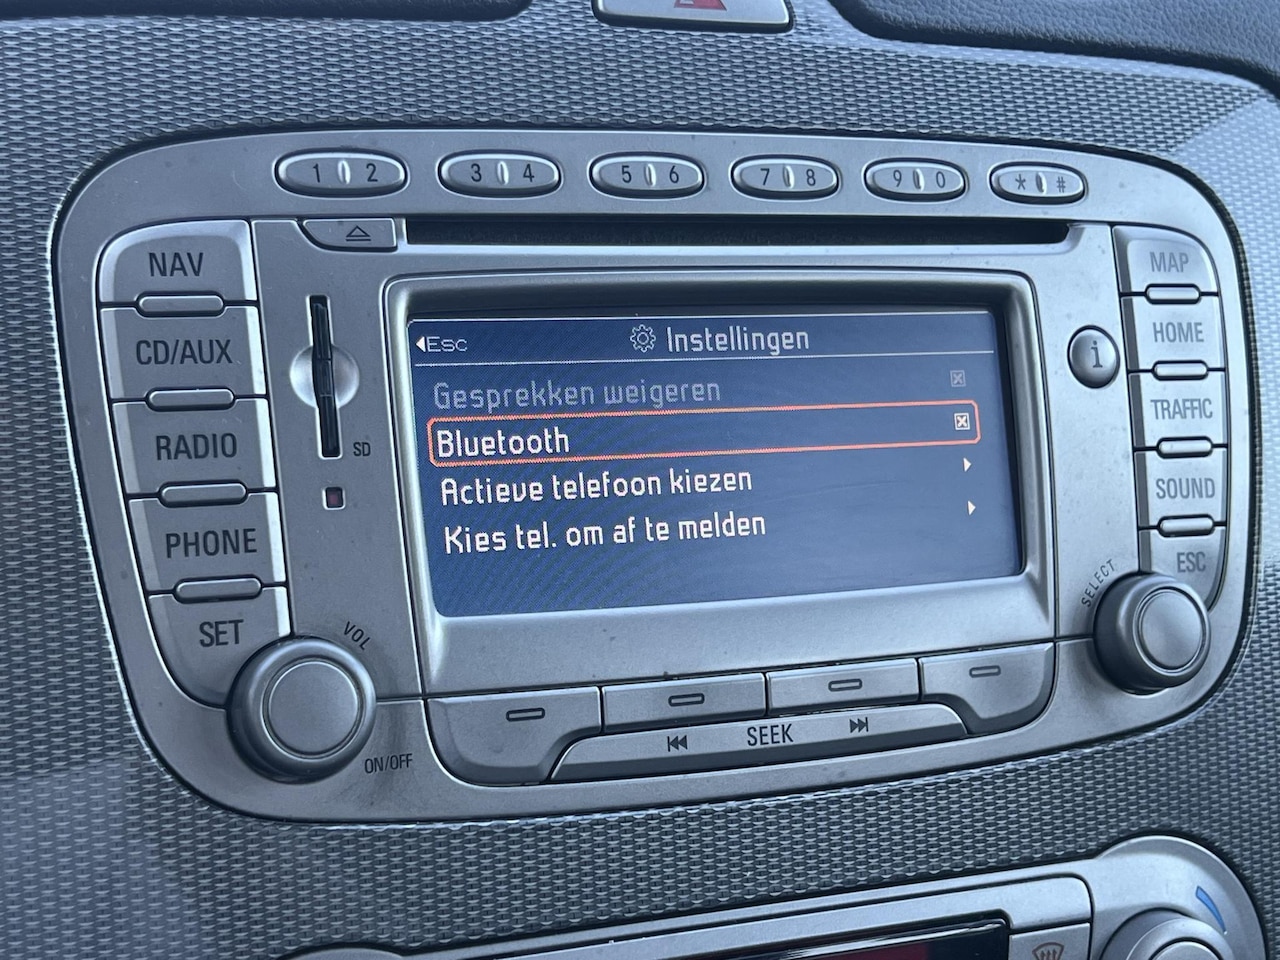 1 2 3 4 5 6 7 8 9 0 * #
NAV
CD/AUX
RADIO
PHONE
SET
SD
VOL
ON/OFF
Esc Instellingen
Gesprekken weigeren
Bluetooth
Actieve telefoon kiezen
Kies tel. om af te melden
SEEK
i
MAP
HOME
TRAFFIC
SOUND
ESC
SELECT